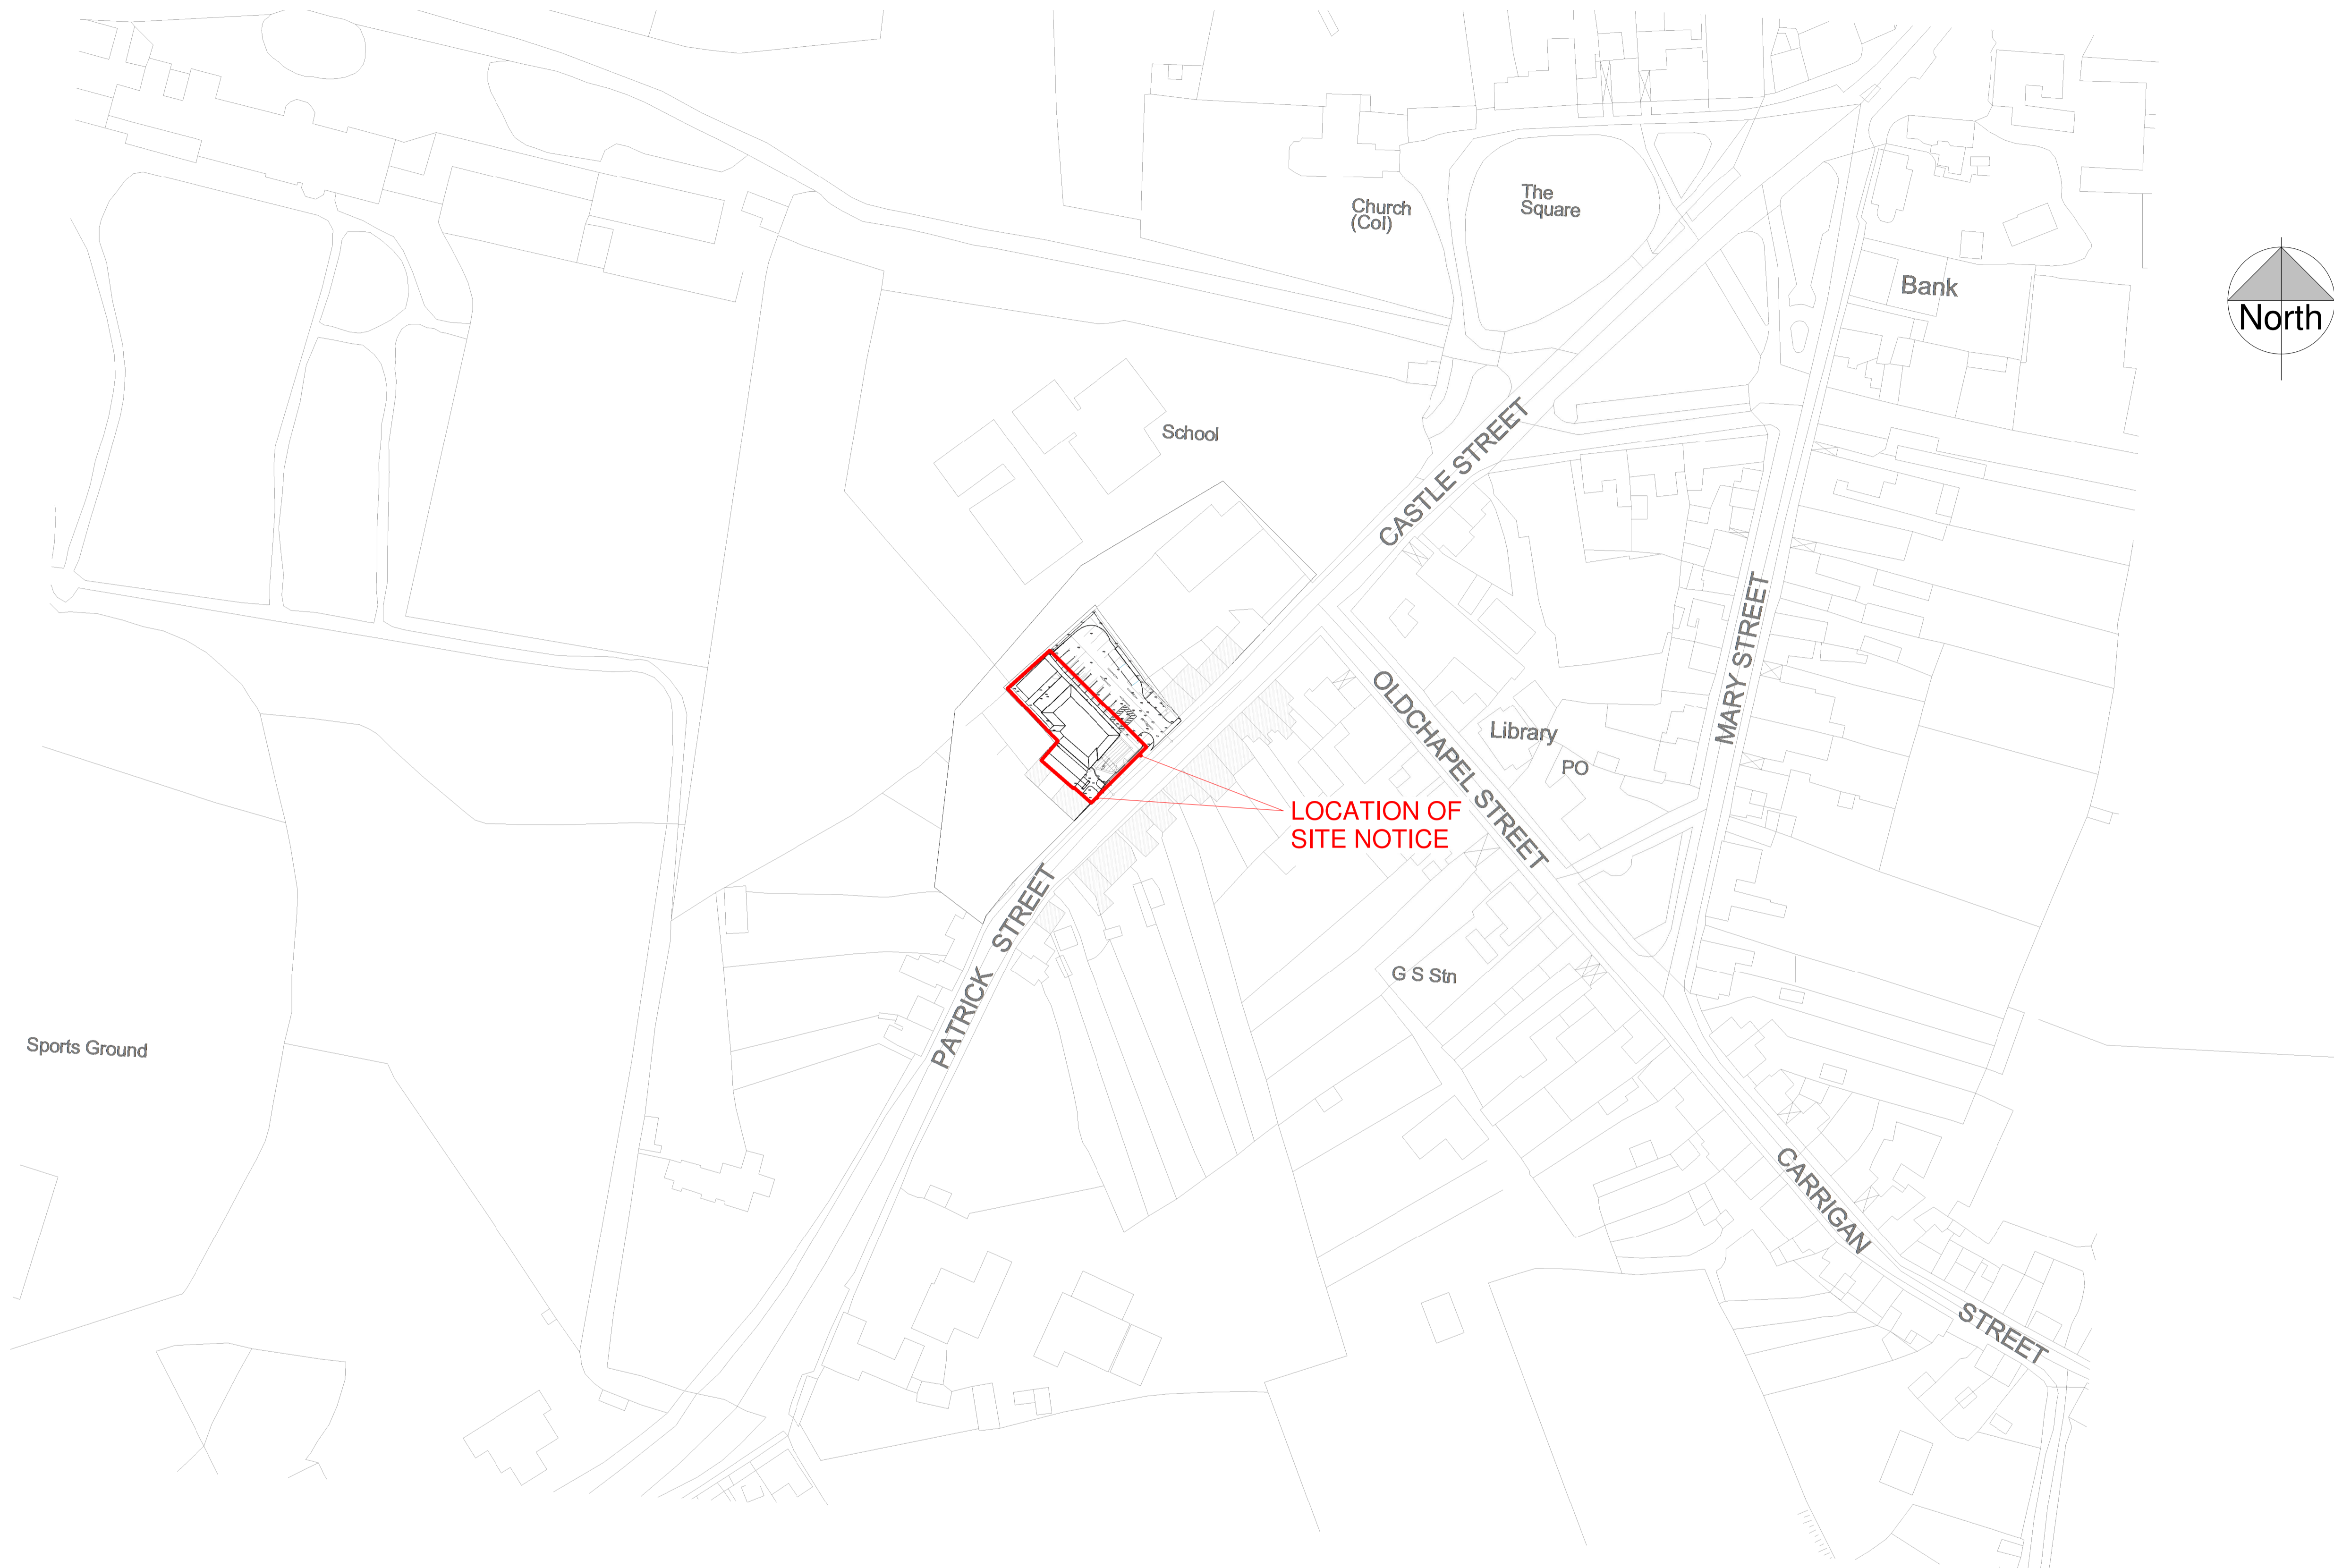 The
Square
Church
(CoI)
Bank
North
School
CASTLE STREET
MARY STREET
OLDCHAPEL STREET
Library
PO
LOCATION OF
SITE NOTICE
PATRICK STREET
G S Stn
Sports Ground
CARRIGAN
STREET